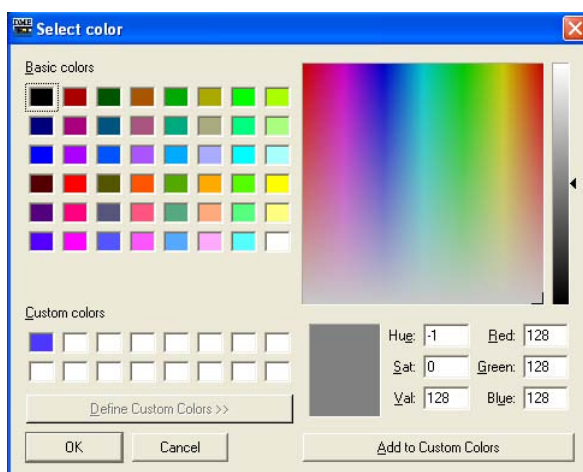 DME
Select color
Basic colors
Custom colors
Define Custom Colors >>
OK
Cancel
Hue: -1
Red: 128
Sat: 0
Green: 128
Val: 128
Blue: 128
Add to Custom Colors